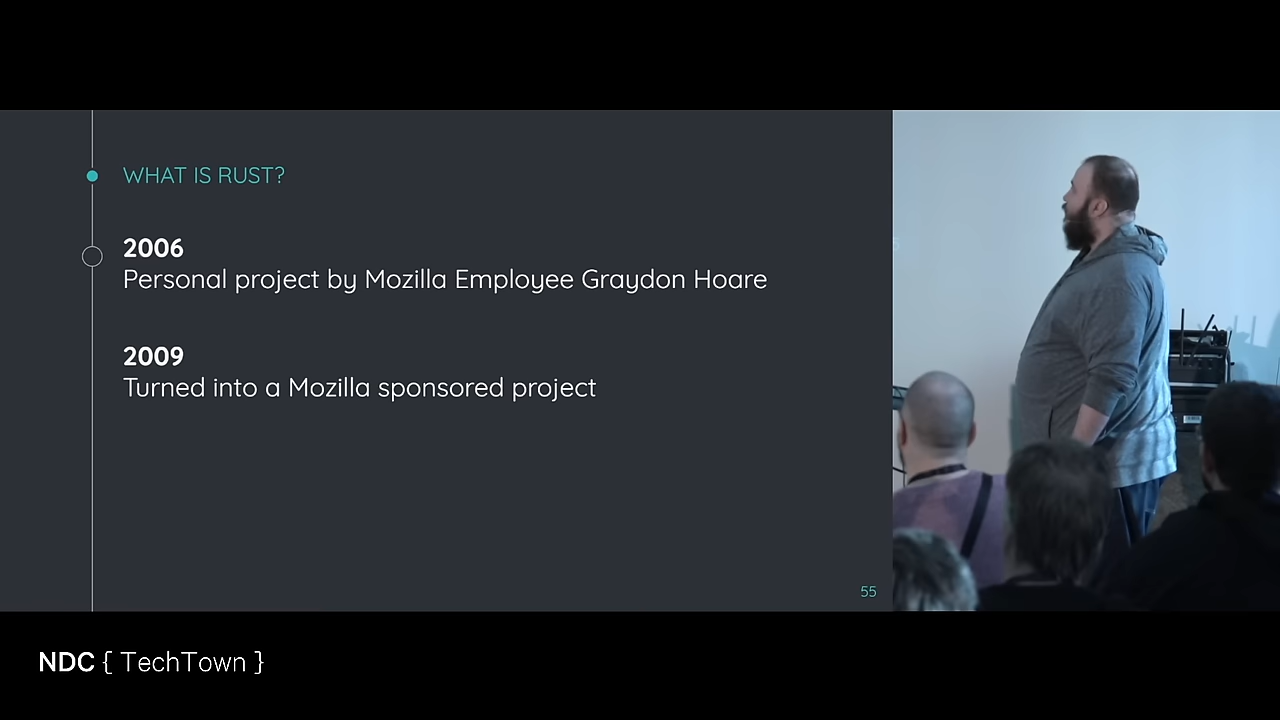 WHAT IS RUST?
2006
Personal project by Mozilla Employee Graydon Hoare
2009
Turned into a Mozilla sponsored project
55
NDC { TechTown }